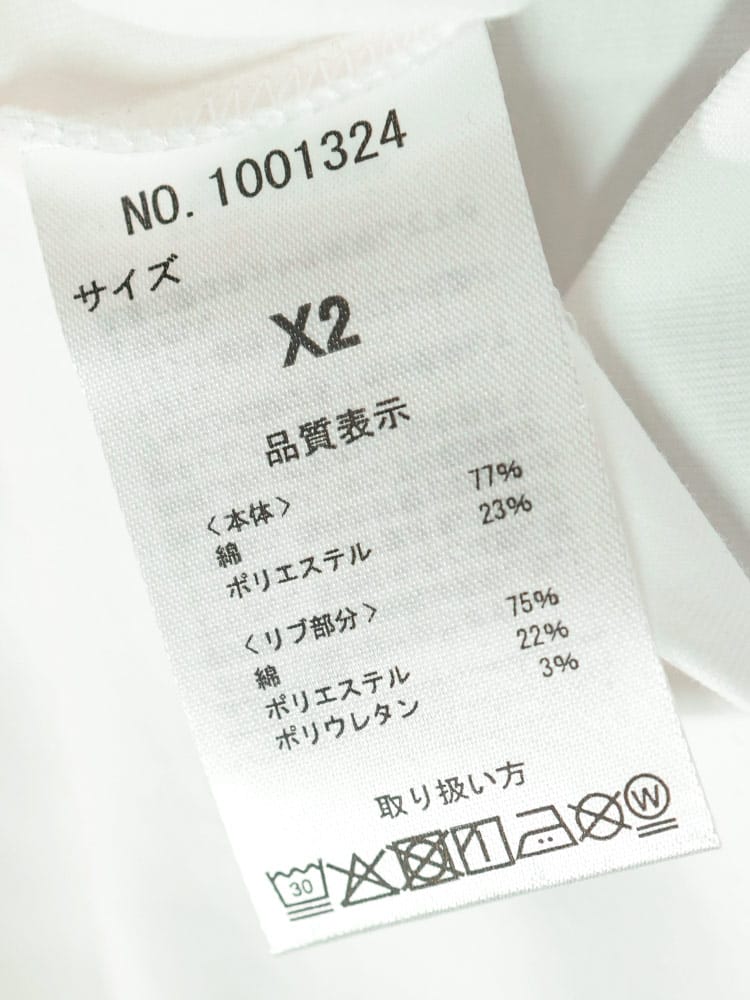 NO. 1001324
サイズ
X2
品質表示
〈本体〉
綿 77%
ポリエステル 23%
〈リブ部分〉
綿 75%
ポリエステル 22%
ポリウレタン 3%
取り扱い方
30 W